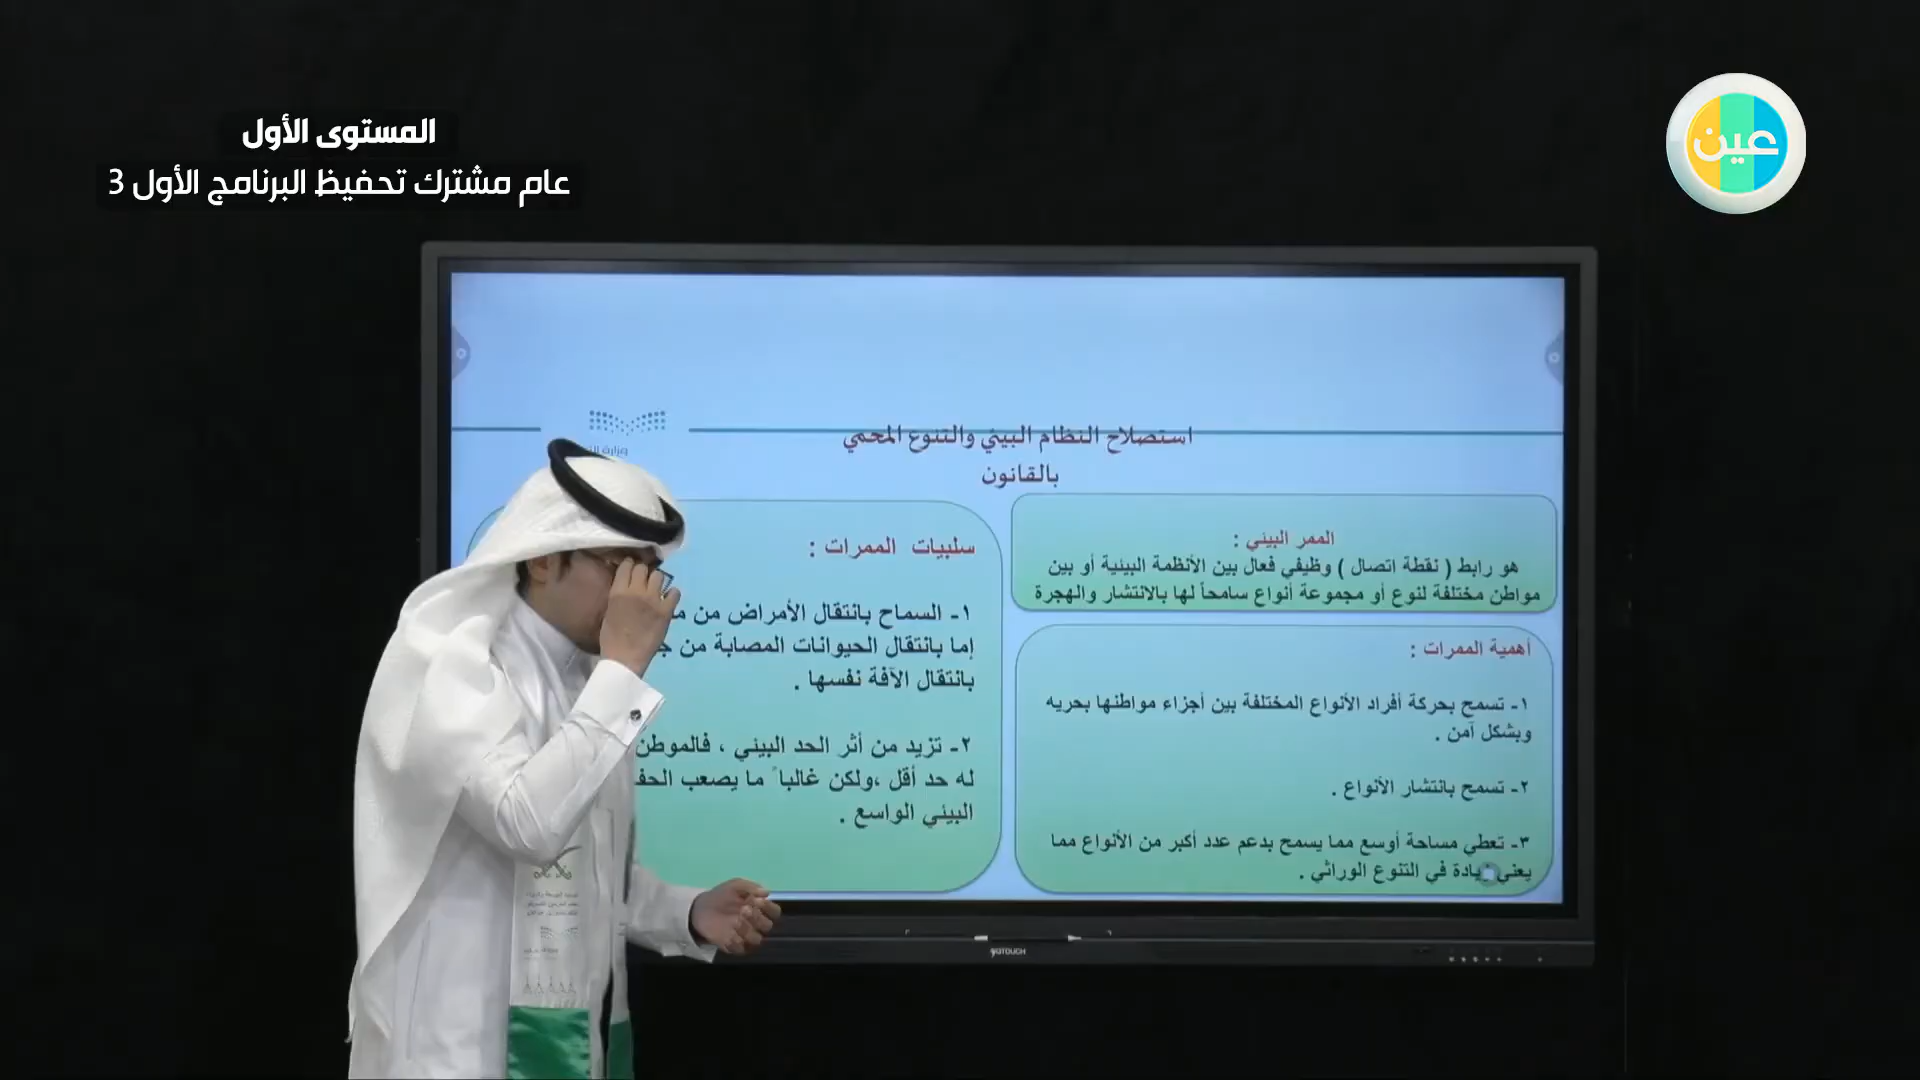 المستوى الأول
عام مشترك تحفيظ البرنامج الأول 3
عين
استصلاح النظام البيئي والتنوع المحمي
بالقانون
الممر البيئي :
هو رابط ( نقطة اتصال ) وظيفي فعال بين الأنظمة البيئية أو بين
مواطن مختلفة لنوع أو مجموعة أنواع سامحاً لها بالانتشار والهجرة
أهمية الممرات :
١- تسمح بحركة أفراد الأنواع المختلفة بين أجزاء مواطنها بحريه
وبشكل آمن .
٢- تسمح بانتشار الأنواع .
٣- تعطي مساحة أوسع مما يسمح بدعم عدد أكبر من الأنواع مما
يعني زيادة في التنوع الوراثي .
سلبيات الممرات :
١- السماح بانتقال الأمراض من
إما بانتقال الحيوانات المصابة من
بانتقال الآفة نفسها .
٢- تزيد من أثر الحد البيئي ، فالموطن
له حد أقل ،ولكن غالباً ما يصعب
البيئي الواسع .
وزارة